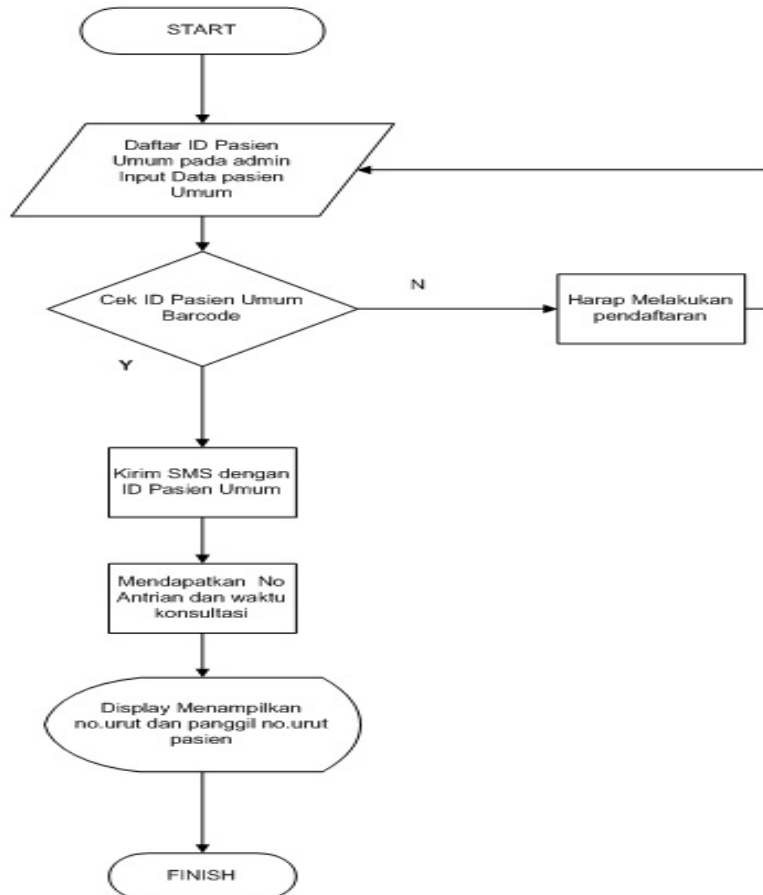 START
Daftar ID Pasien
Umum pada admin
Input Data pasien
Umum
Cek ID Pasien Umum
Barcode
N
Harap Melakukan
pendaftaran
Y
Kirim SMS dengan
ID Pasien Umum
Mendapatkan No
Antrian dan waktu
konsultasi
Display Menampilkan
no.urut dan panggil no.urut
pasien
FINISH